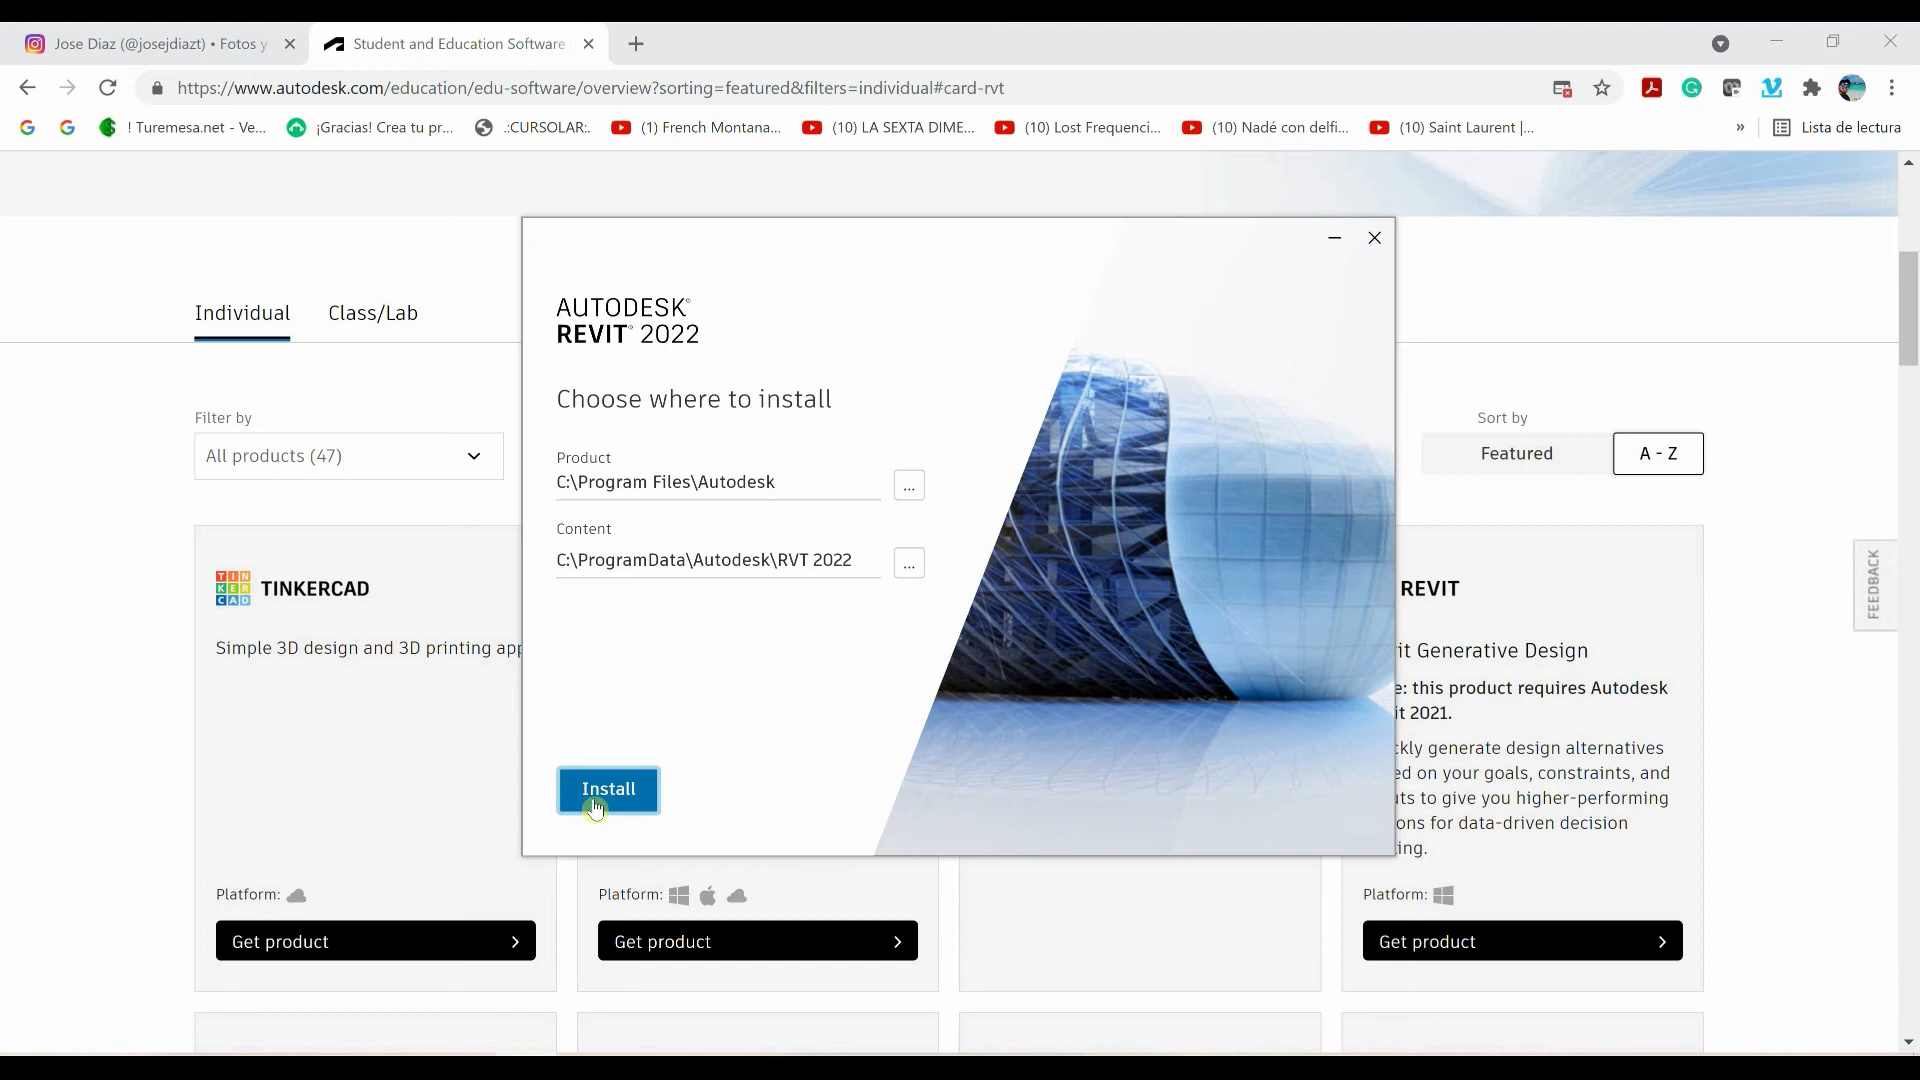 Jose Diaz (@josejdiazt) • Fotos y
Student and Education Software
https://www.autodesk.com/education/edu-software/overview?sorting=featured&filters=individual#card-rvt
! Turemesa.net - Ve...
¡Gracias! Crea tu pr...
.:CURSOLAR:.
(1) French Montana...
(10) LA SEXTA DIME...
(10) Lost Frequenci...
(10) Nadé con delfi...
(10) Saint Laurent |...
»
Lista de lectura
Individual
Class/Lab
Filter by
All products (47)
Sort by
Featured
A - Z
AUTODESK®
REVIT® 2022
Choose where to install
Product
C:\Program Files\Autodesk
...
Content
C:\ProgramData\Autodesk\RVT 2022
...
Install
TIN
KER
CAD
TINKERCAD
Simple 3D design and 3D printing app
Platform:
Get product
Platform:
Get product
REVIT
it Generative Design
e: this product requires Autodesk
it 2021.
ckly generate design alternatives
ed on your goals, constraints, and
uts to give you higher-performing
ons for data-driven decision
ing.
Platform:
Get product
FEEDBACK